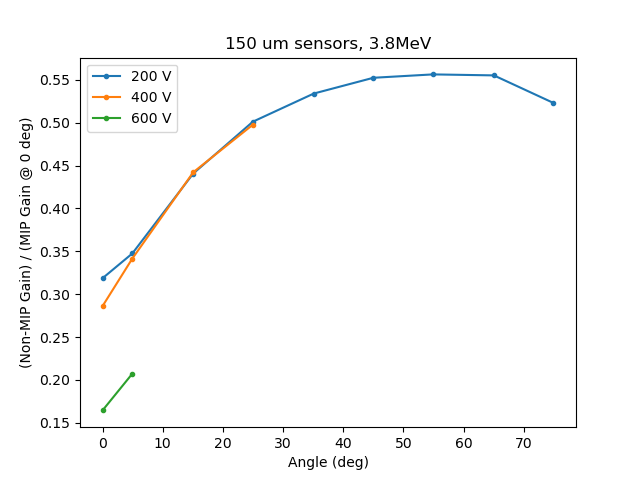 150 um sensors, 3.8MeV
200 V
400 V
600 V
(Non-MIP Gain) / (MIP Gain @ 0 deg)
0.55
0.50
0.45
0.40
0.35
0.30
0.25
0.20
0.15
0 10 20 30 40 50 60 70
Angle (deg)